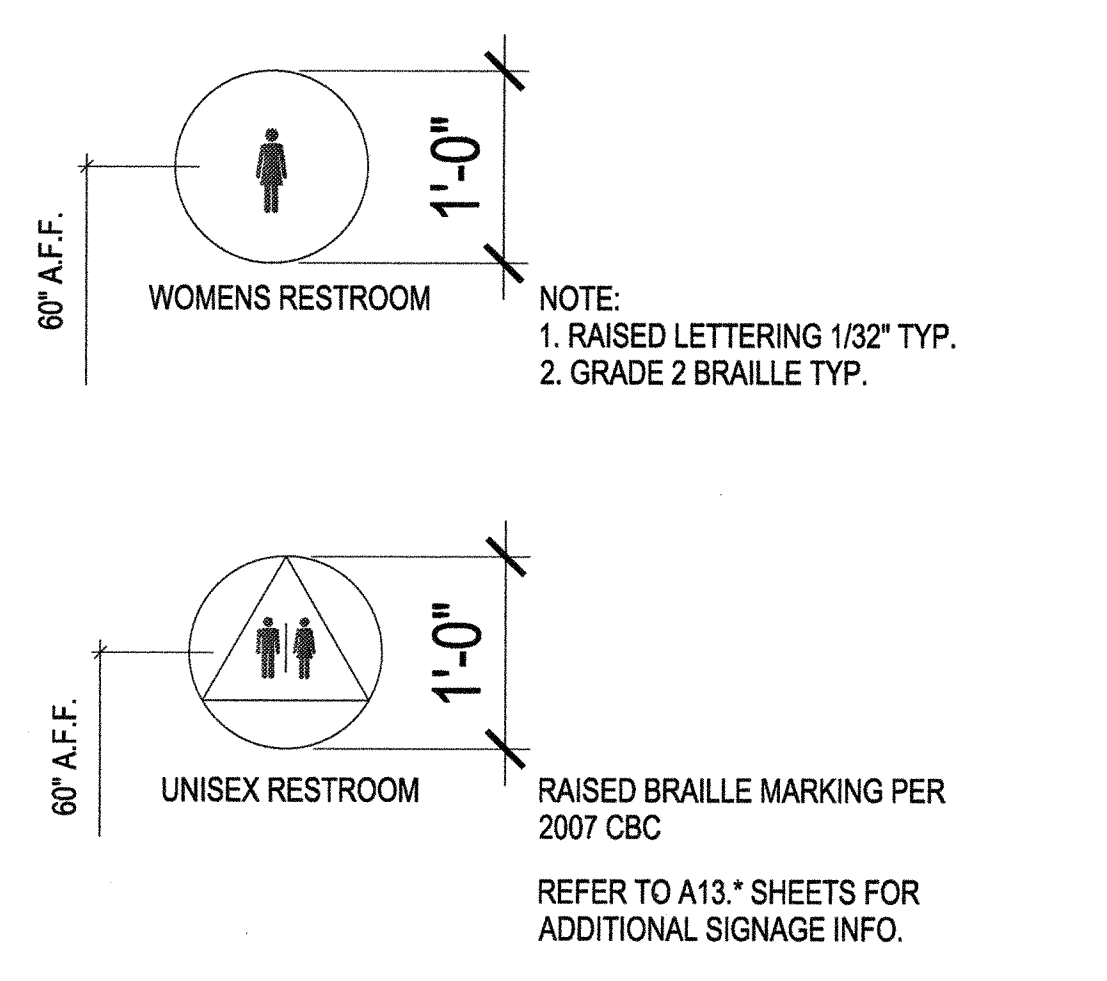 1'-0"
60" A.F.F.
WOMENS RESTROOM
NOTE:
1. RAISED LETTERING 1/32" TYP.
2. GRADE 2 BRAILLE TYP.
1'-0"
60" A.F.F.
UNISEX RESTROOM
RAISED BRAILLE MARKING PER
2007 CBC
REFER TO A13.* SHEETS FOR
ADDITIONAL SIGNAGE INFO.